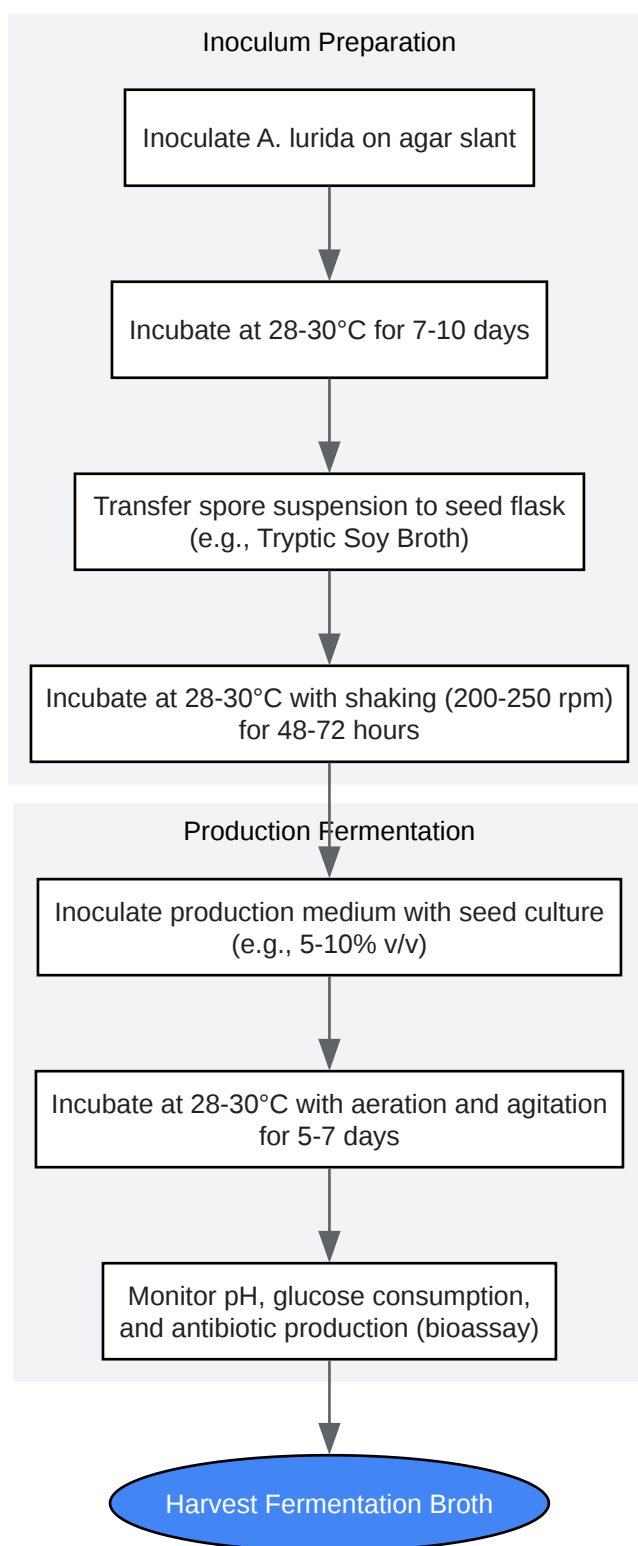 Inoculum Preparation
Inoculate A. lurida on agar slant
Incubate at 28-30°C for 7-10 days
Transfer spore suspension to seed flask
(e.g., Tryptic Soy Broth)
Incubate at 28-30°C with shaking (200-250 rpm)
for 48-72 hours
Production Fermentation
Inoculate production medium with seed culture
(e.g., 5-10% v/v)
Incubate at 28-30°C with aeration and agitation
for 5-7 days
Monitor pH, glucose consumption,
and antibiotic production (bioassay)
Harvest Fermentation Broth